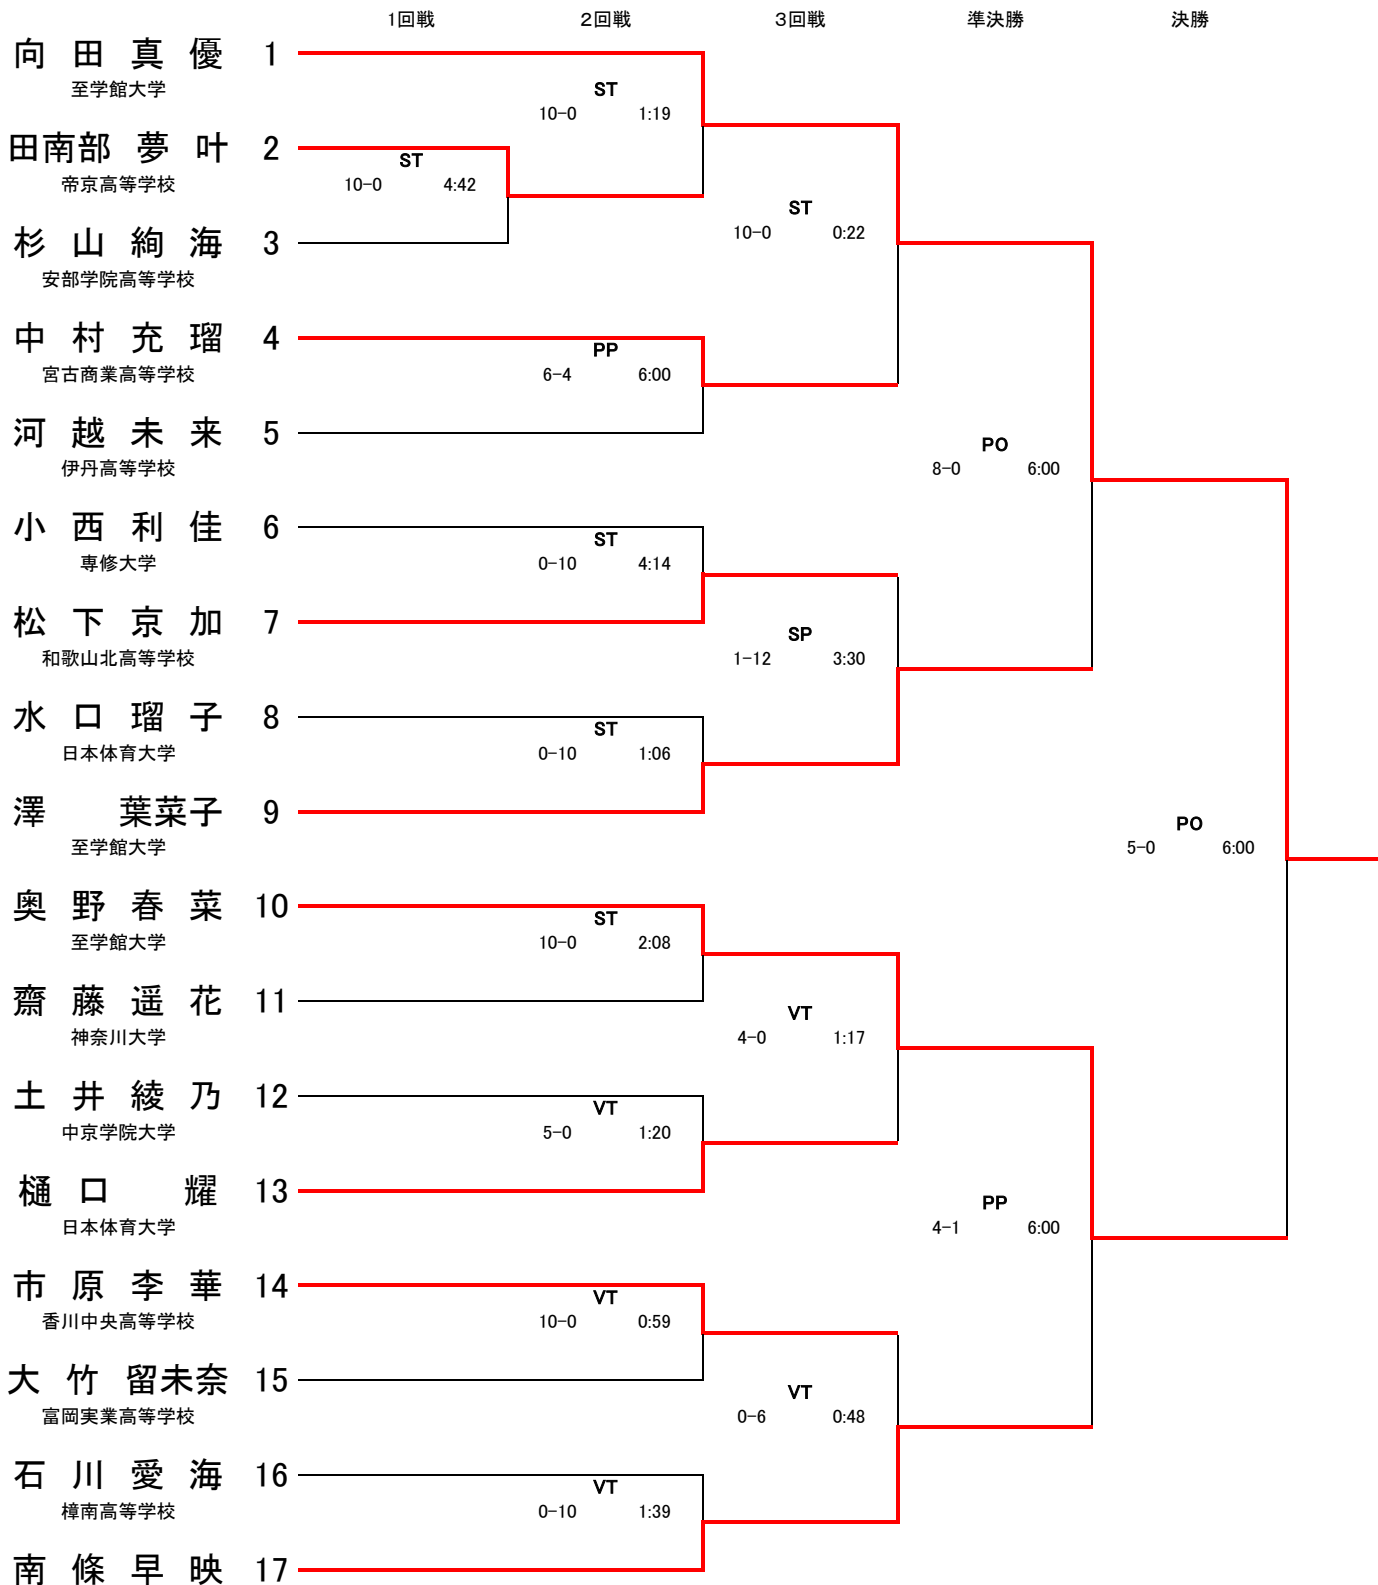 1回戦 2回戦 3回戦 準決勝 決勝
向田真優 1
至学館大学
ST
10-0 1:19
田南部夢叶 2
帝京高等学校
ST
10-0 4:42
杉山絢海 3
安部学院高等学校
ST
10-0 0:22
中村充瑠 4
宮古商業高等学校
PP
6-4 6:00
河越未来 5
伊丹高等学校
PO
8-0 6:00
小西利佳 6
専修大学
ST
0-10 4:14
松下京加 7
和歌山北高等学校
SP
1-12 3:30
水口瑠子 8
日本体育大学
ST
0-10 1:06
澤葉菜子 9
至学館大学
PO
5-0 6:00
奥野春菜 10
至学館大学
ST
10-0 2:08
齋藤遥花 11
神奈川大学
VT
4-0 1:17
土井綾乃 12
中京学院大学
VT
5-0 1:20
樋口耀 13
日本体育大学
PP
4-1 6:00
市原李華 14
香川中央高等学校
VT
10-0 0:59
大竹留未奈 15
富岡実業高等学校
VT
0-6 0:48
石川愛海 16
樟南高等学校
VT
0-10 1:39
南條早映 17